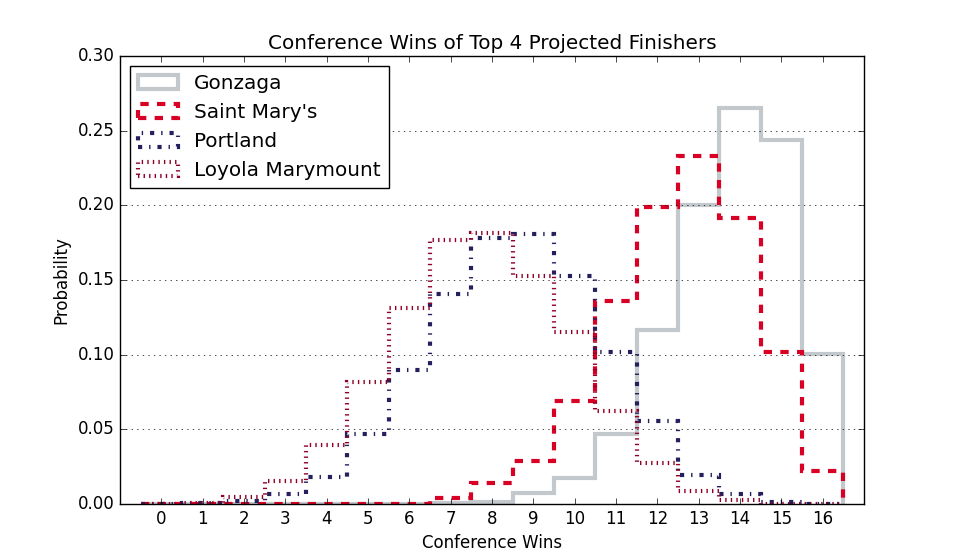 Conference Wins of Top 4 Projected Finishers
0.30
0.25
0.20
0.15
0.10
0.05
0.00
Probability
Gonzaga
Saint Mary's
Portland
Loyola Marymount
0 1 2 3 4 5 6 7 8 9 10 11 12 13 14 15 16
Conference Wins